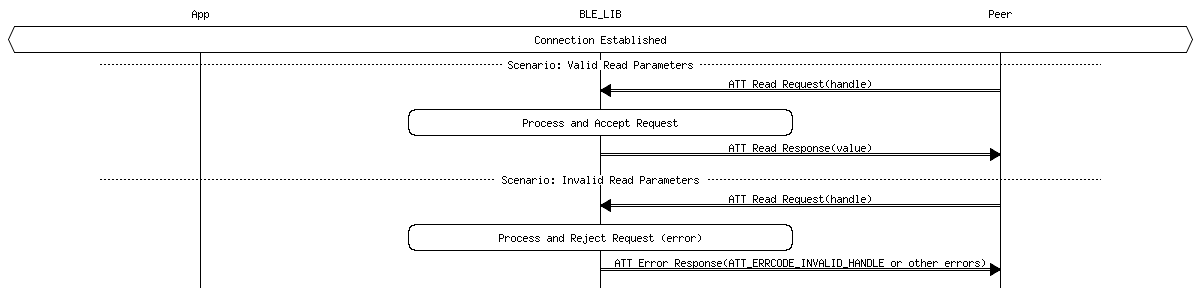 App BLE_LIB Peer
Connection Established
Scenario: Valid Read Parameters
ATT Read Request(handle)
Process and Accept Request
ATT Read Response(value)
Scenario: Invalid Read Parameters
ATT Read Request(handle)
Process and Reject Request (error)
ATT Error Response(ATT_ERRCODE_INVALID_HANDLE or other errors)